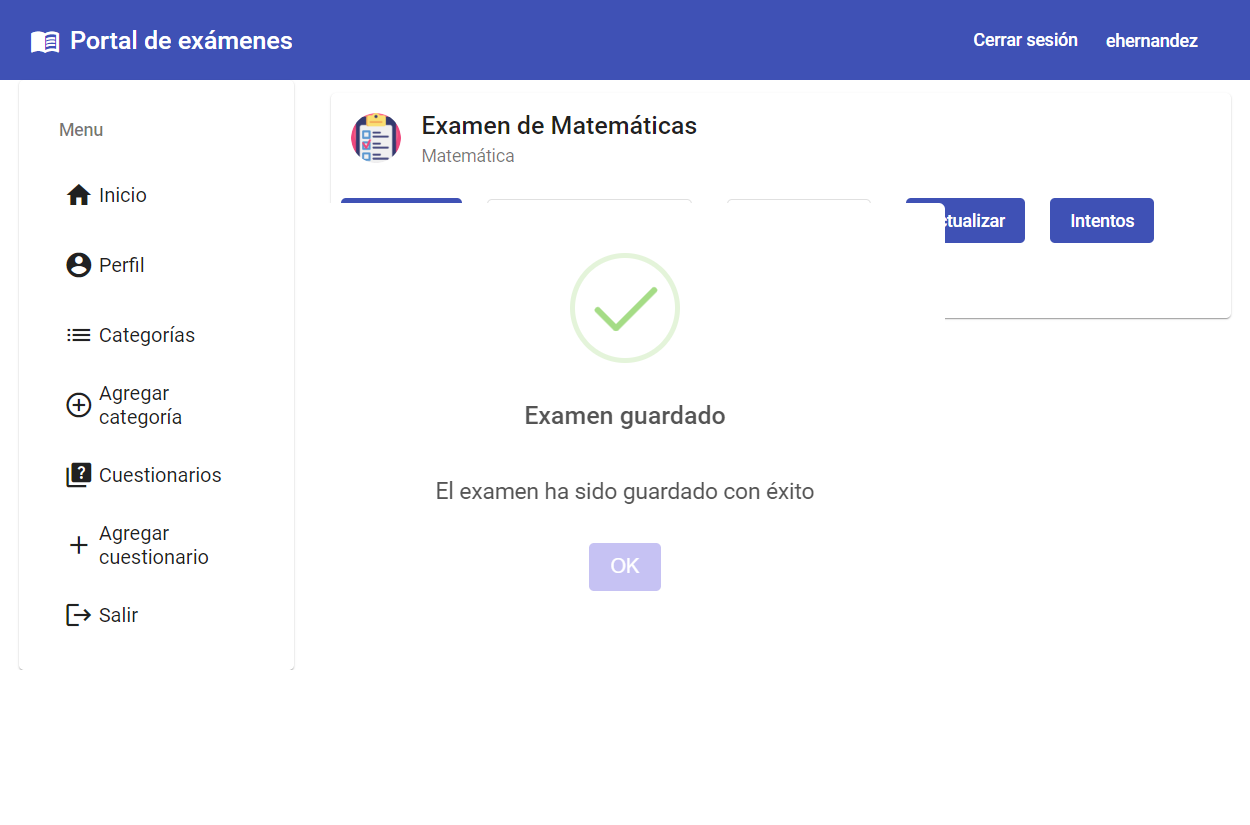 Portal de exámenes
Cerrar sesión
ehernandez
Menu
Inicio
Perfil
Categorías
Agregar
categoría
Cuestionarios
Agregar
cuestionario
Salir
Examen de Matemáticas
Matemática
ctualizar
Intentos
Examen guardado
El examen ha sido guardado con éxito
OK